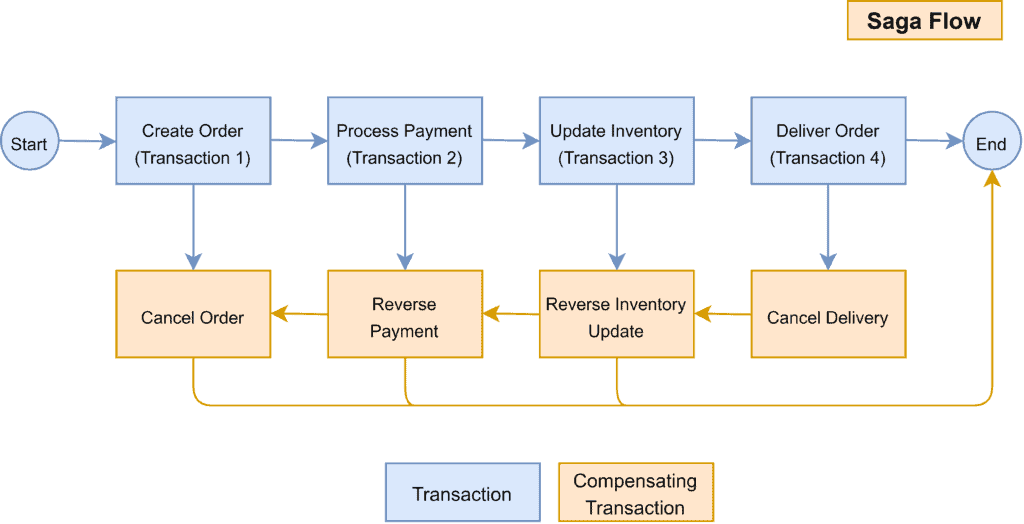 Saga Flow
Start
Create Order
(Transaction 1)
Process Payment
(Transaction 2)
Update Inventory
(Transaction 3)
Deliver Order
(Transaction 4)
End
Cancel Order
Reverse
Payment
Reverse Inventory
Update
Cancel Delivery
Transaction
Compensating
Transaction